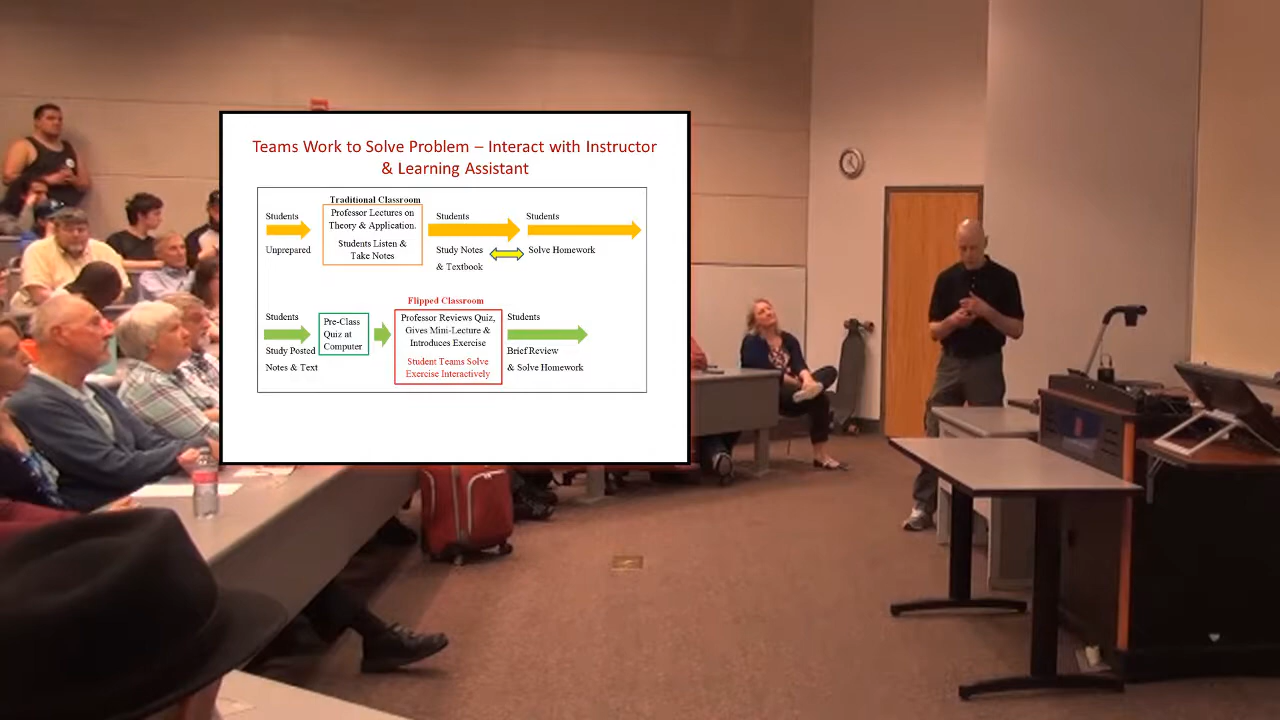 Teams Work to Solve Problem – Interact with Instructor
& Learning Assistant
Traditional Classroom
Students
Unprepared
Professor Lectures on
Theory & Application.
Students Listen &
Take Notes
Students
Study Notes
& Textbook
Students
Solve Homework
Flipped Classroom
Students
Study Posted
Notes & Text
Pre-Class
Quiz at
Computer
Professor Reviews Quiz,
Gives Mini-Lecture &
Introduces Exercise
Student Teams Solve
Exercise Interactively
Students
Brief Review
& Solve Homework